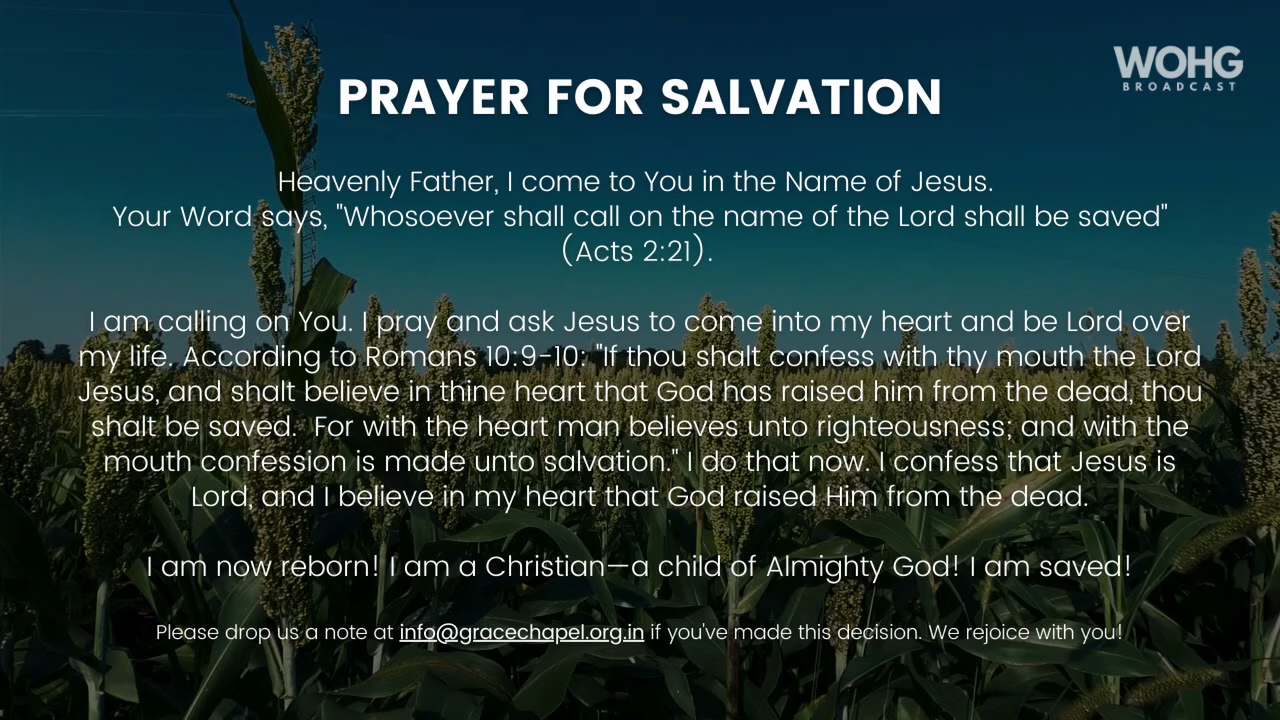 WOHG
BROADCAST
PRAYER FOR SALVATION
Heavenly Father, I come to You in the Name of Jesus.
Your Word says, "Whosoever shall call on the name of the Lord shall be saved"
(Acts 2:21).
I am calling on You. I pray and ask Jesus to come into my heart and be Lord over
my life. According to Romans 10:9-10: "If thou shalt confess with thy mouth the Lord
Jesus, and shalt believe in thine heart that God has raised him from the dead, thou
shalt be saved.  For with the heart man believes unto righteousness; and with the
mouth confession is made unto salvation." I do that now. I confess that Jesus is
Lord, and I believe in my heart that God raised Him from the dead.
I am now reborn! I am a Christian—a child of Almighty God! I am saved!
Please drop us a note at info@gracechapel.org.in if you've made this decision. We rejoice with you!